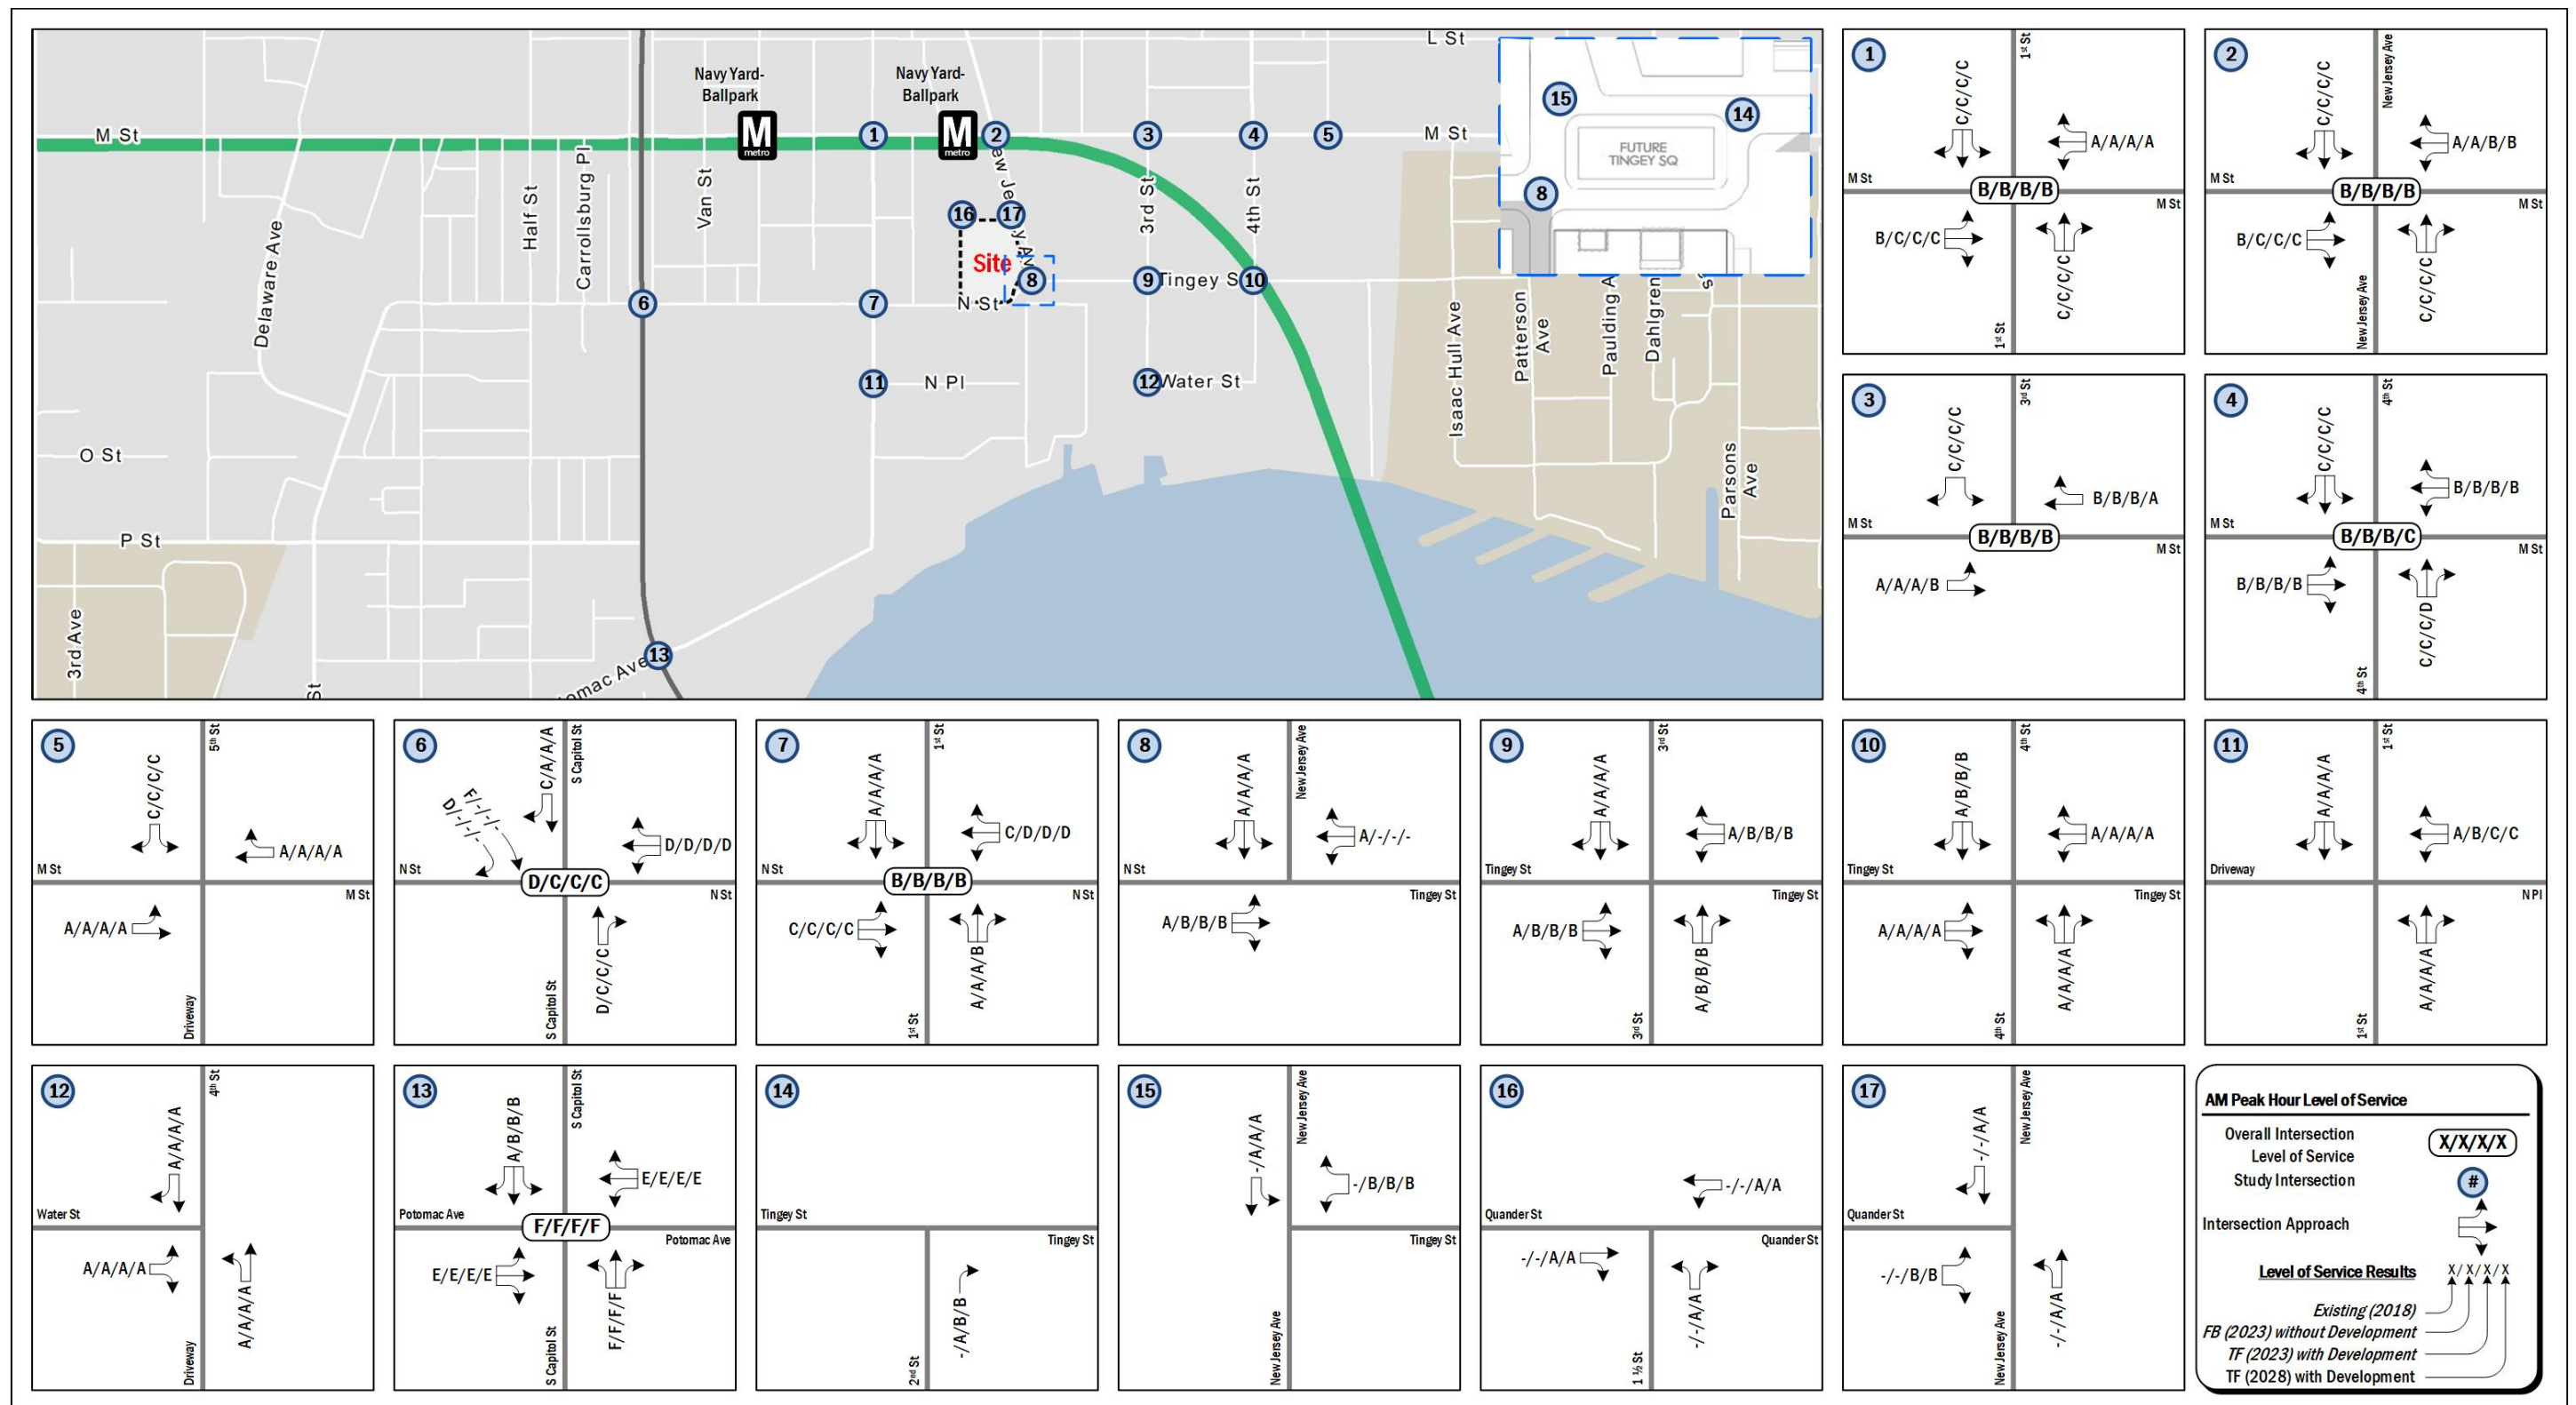 L St
Navy Yard-
Ballpark
Navy Yard-
Ballpark
M
metro
M
metro
M St
M St
1
2
3
4
5
Delaware Ave
Half St
Carrollsburg Pl
Van St
3rd St
4th St
16
17
Site
8
9
Tingey S
10
6
7
N St
11
N Pl
12
Water St
O St
P St
3rd Ave
St
omac Ave
13
Isaac Hull Ave
Patterson
Ave
Paulding A
Dahlgren
Parsons
Ave
15
14
FUTURE
TINGEY SQ
8
1
1st St
C/C/C/C
A/A/A/A
M St
B/B/B/B
M St
B/C/C/C
C/C/C/C
1st St
2
New Jersey Ave
C/C/C/C
A/A/B/B
M St
B/B/B/B
M St
B/C/C/C
C/C/C/C
New Jersey Ave
3
3rd St
C/C/C/C
B/B/B/A
M St
B/B/B/B
M St
A/A/A/B
4
4th St
C/C/C/C
B/B/B/B
M St
B/B/B/C
M St
B/B/B/B
C/C/C/D
4th St
5
5th St
C/C/C/C
A/A/A/A
M St
M St
A/A/A/A
Driveway
6
S Capitol St
C/A/A/A
F/-/-/-
D/-/-/-
D/D/D/D
N St
D/C/C/C
N St
D/C/C/C
S Capitol St
7
1st St
A/A/A/A
C/D/D/D
N St
B/B/B/B
N St
C/C/C/C
A/A/A/B
1st St
8
New Jersey Ave
A/A/A/A
A/-/-/-
N St
Tingey St
A/B/B/B
9
3rd St
A/A/A/A
A/B/B/B
Tingey St
Tingey St
A/B/B/B
A/B/B/B
3rd St
10
4th St
A/B/B/B
A/A/A/A
Tingey St
Tingey St
A/A/A/A
A/A/A/A
4th St
11
1st St
A/A/A/A
A/B/C/C
Driveway
N Pl
A/A/A/A
1st St
12
4th St
A/A/A/A
Water St
A/A/A/A
A/A/A/A
Driveway
13
S Capitol St
A/B/B/B
E/E/E/E
Potomac Ave
F/F/F/F
Potomac Ave
E/E/E/E
F/F/F/F
S Capitol St
14
Tingey St
Tingey St
-/A/B/B
2nd St
15
New Jersey Ave
-/A/A/A
-/B/B/B
Tingey St
New Jersey Ave
16
-/-/A/A
Quander St
Quander St
-/-/A/A
-/-/A/A
1 ½ St
17
New Jersey Ave
-/-/A/A
Quander St
-/-/B/B
-/-/A/A
New Jersey Ave
AM Peak Hour Level of Service
Overall Intersection
Level of Service
X/X/X/X
Study Intersection
#
Intersection Approach
Level of Service Results
X/X/X/X
Existing (2018)
FB (2023) without Development
TF (2023) with Development
TF (2028) with Development